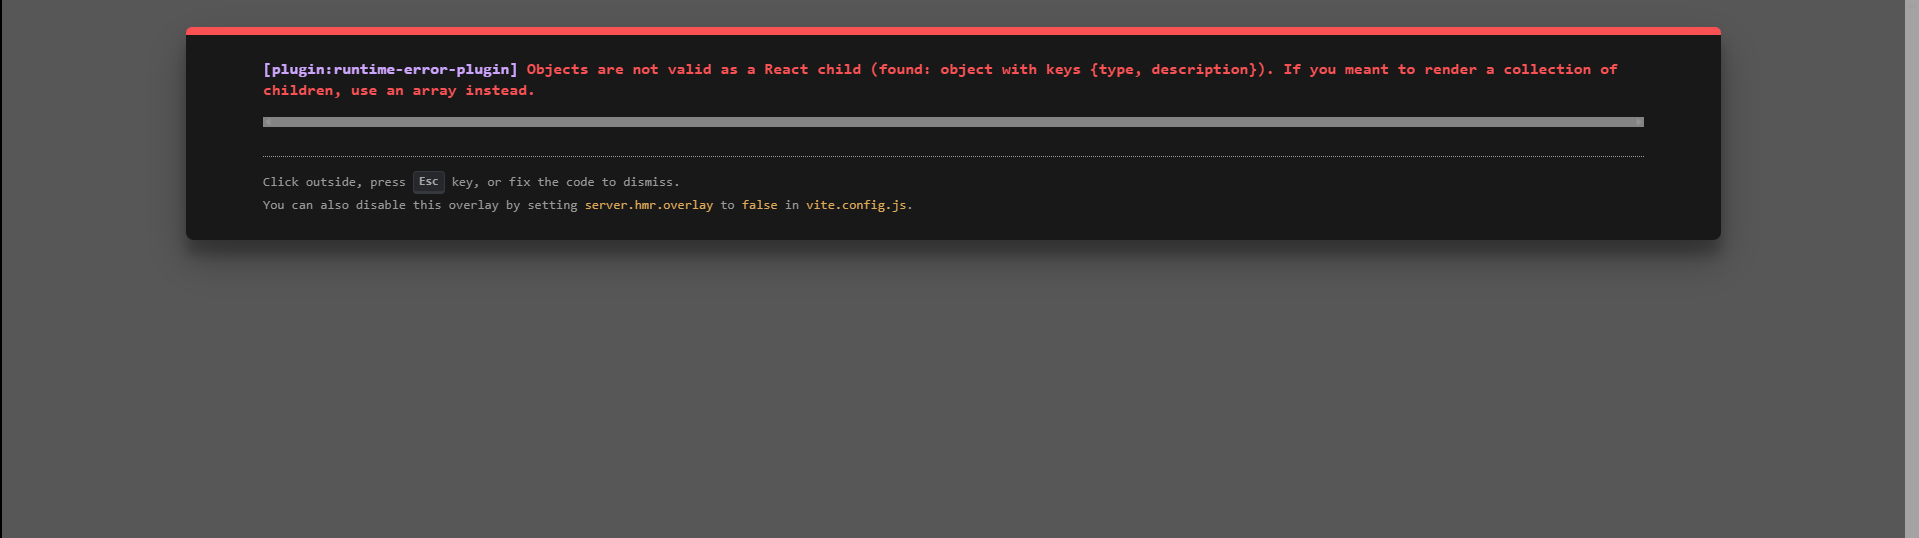 [plugin:runtime-error-plugin] Objects are not valid as a React child (found: object with keys {type, description}). If you meant to render a collection of
children, use an array instead.
Click outside, press Esc key, or fix the code to dismiss.
You can also disable this overlay by setting server.hmr.overlay to false in vite.config.js.